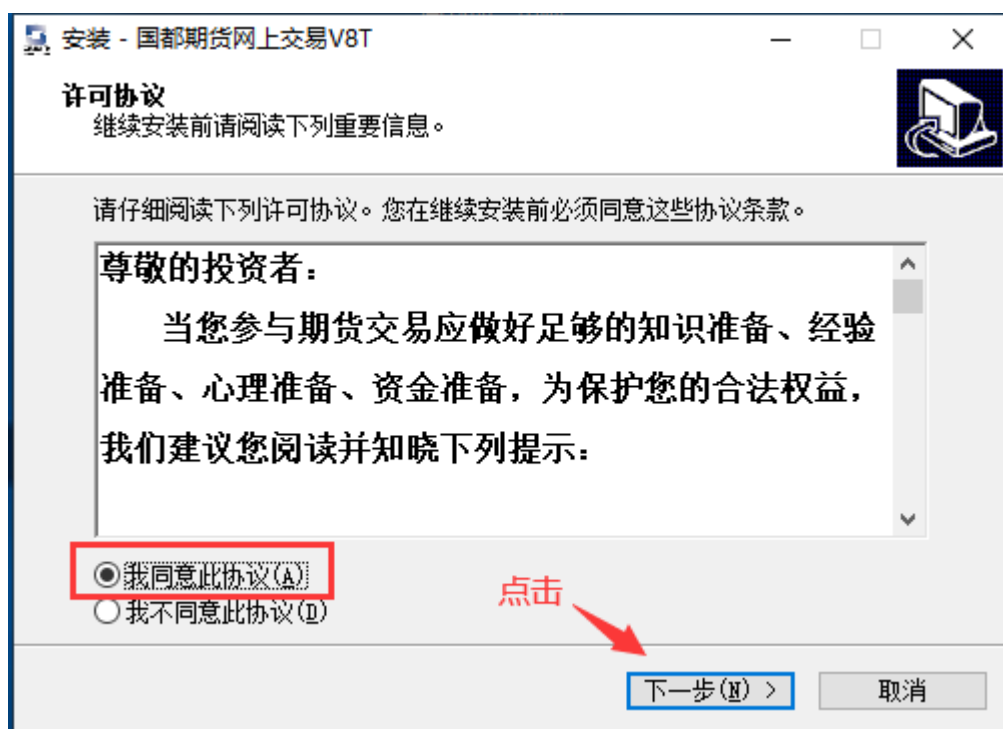 安装 - 国都期货网上交易V8T
许可协议
继续安装前请阅读下列重要信息。
请仔细阅读下列许可协议。您在继续安装前必须同意这些协议条款。
尊敬的投资者：
当您参与期货交易应做好足够的知识准备、经验
准备、心理准备、资金准备，为保护您的合法权益，
我们建议您阅读并知晓下列提示：
我同意此协议(A)
我不同意此协议(D)
点击
下一步(N) >
取消